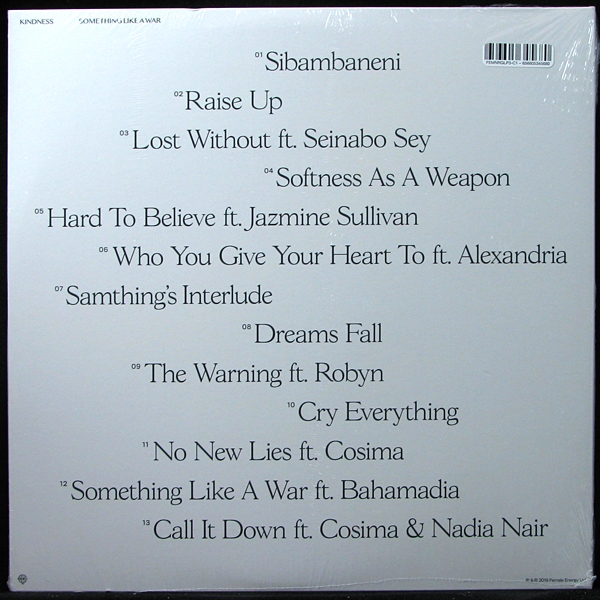 KINDNESS SOMETHING LIKE A WAR
01 Sibambaneni
02 Raise Up
03 Lost Without ft. Seinabo Sey
04 Softness As A Weapon
05 Hard To Believe ft. Jazmine Sullivan
06 Who You Give Your Heart To ft. Alexandria
07 Samthing's Interlude
08 Dreams Fall
09 The Warning ft. Robyn
10 Cry Everything
11 No New Lies ft. Cosima
12 Something Like A War ft. Bahamadia
13 Call It Down ft. Cosima & Nadia Nair
℗ & © 2019 Female Energy